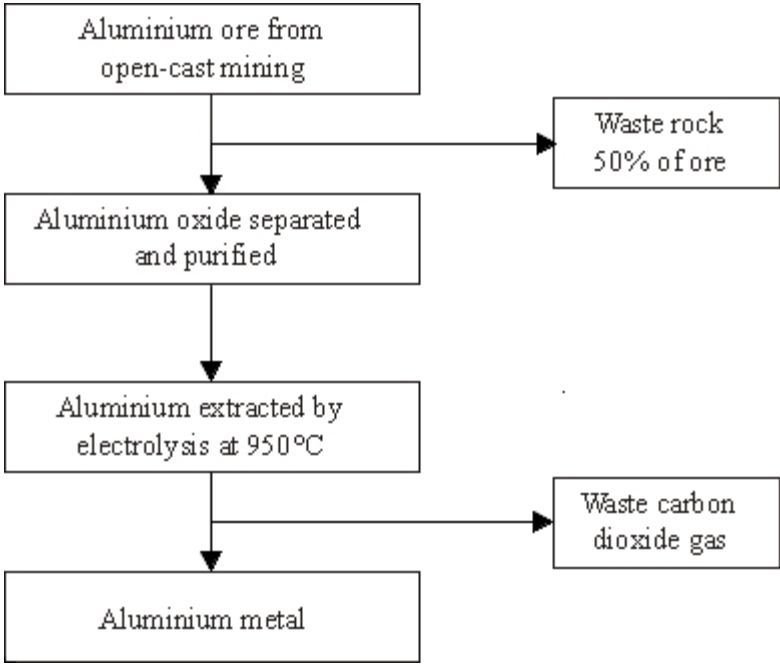 Aluminium ore from
open-cast mining
Waste rock
50% of ore
Aluminium oxide separated
and purified
Aluminium extracted by
electrolysis at 950°C
Waste carbon
dioxide gas
Aluminium metal